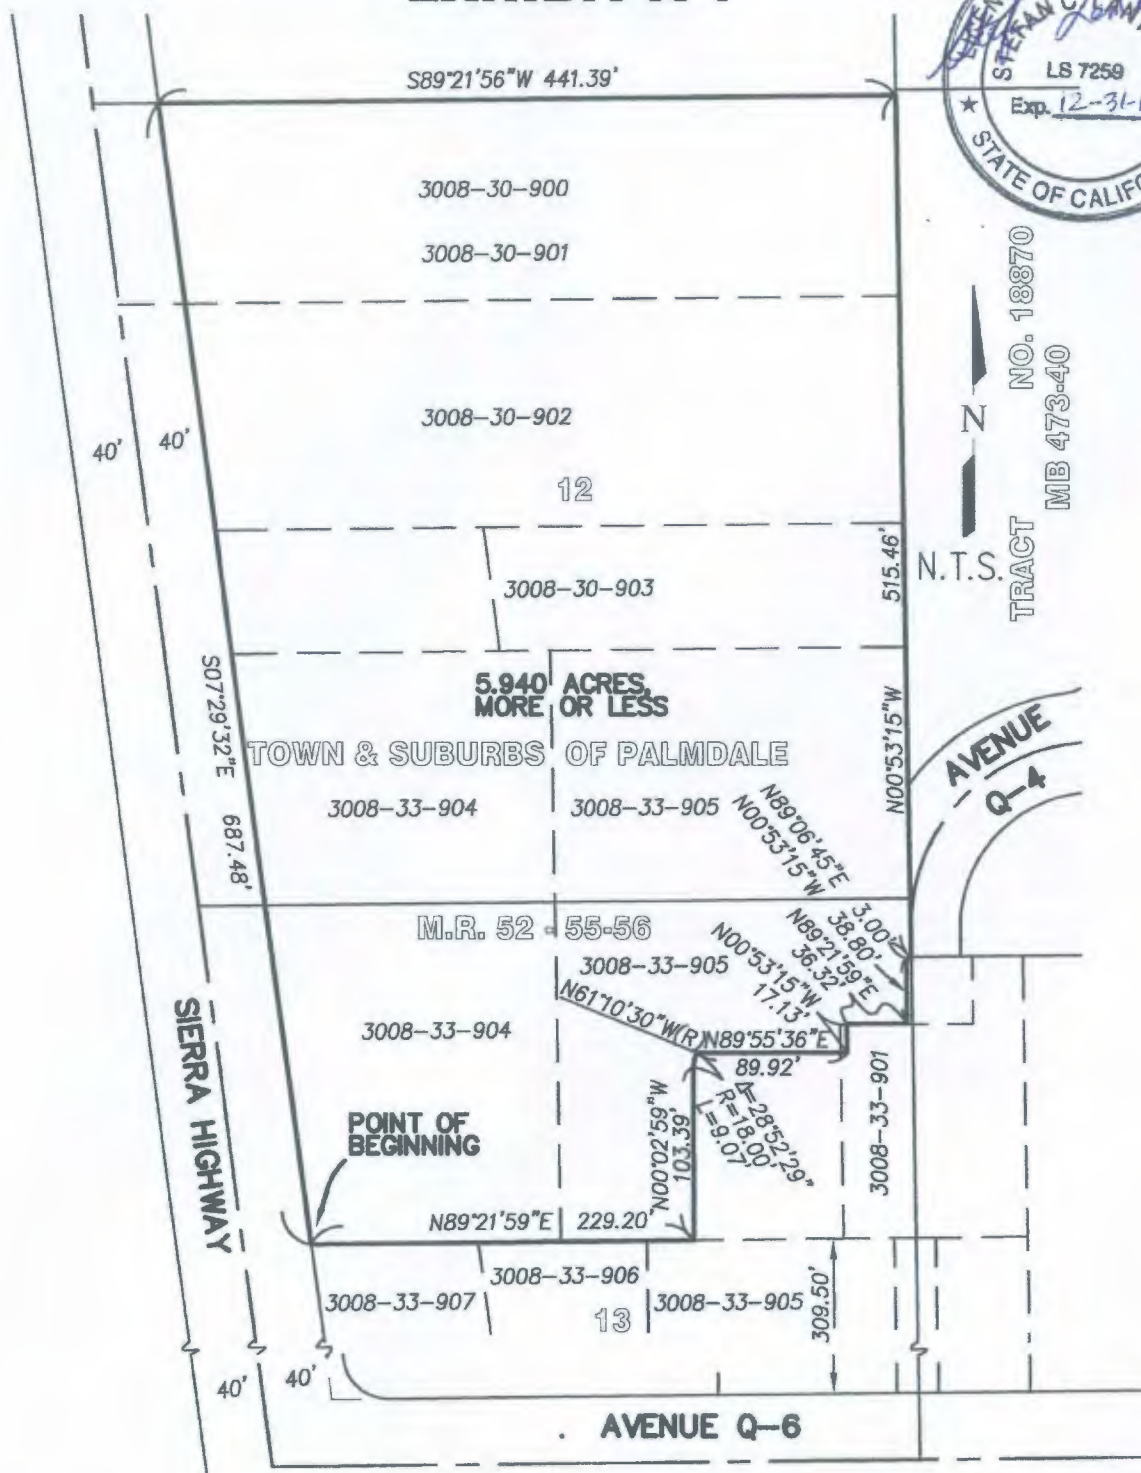 S89°21'56"W 441.39'
LS 7259
Exp. 12-31-1
STATE OF CALIFO
STEFAN C.
3008-30-900
3008-30-901
3008-30-902
12
40'
40'
N
N.T.S.
TRACT NO. 18870
MB 473-40
3008-30-903
515.46'
N00°53'15"W
S07°29'32"E 687.48'
5.940 ACRES,
MORE OR LESS
TOWN & SUBURBS OF PALMDALE
AVENUE
Q-4
3008-33-904
3008-33-905
N89°06'45"E
3.00'
N00°53'15"W
38.80'
N89°21'59"E
36.32'
N00°53'15"W
17.13'
M.R. 52 - 55-56
3008-33-905
3008-33-904
N61°10'30"W(R)
N89°55'36"E
89.92'
Δ=28°52'29"
R=18.00'
L=9.07'
3008-33-901
N00°02'59"W
103.39'
SIERRA HIGHWAY
POINT OF
BEGINNING
N89°21'59"E 229.20'
3008-33-907
3008-33-906
3008-33-905
13
309.50'
40'
40'
AVENUE Q-6